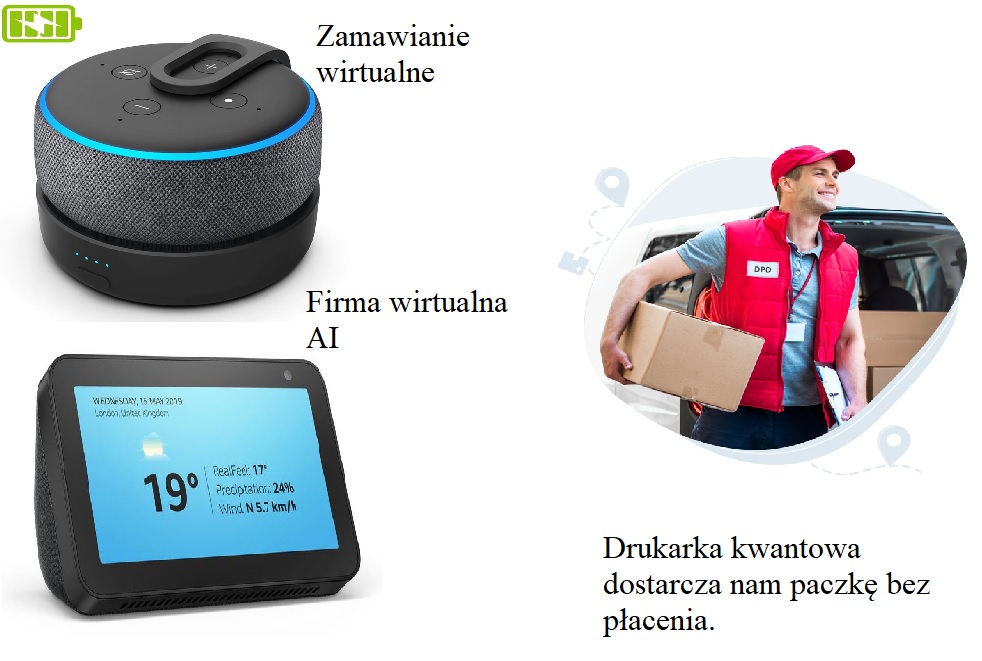 Zamawianie
wirtualne
Firma wirtualna
AI
WEDNESDAY, 15 MAY 2019
London, United Kingdom
19°
RealFeel: 17°
Precipitation: 24%
Wind: N 5.7 km/h
DPD
Drukarka kwantowa
dostarcza nam paczkę bez
płacenia.